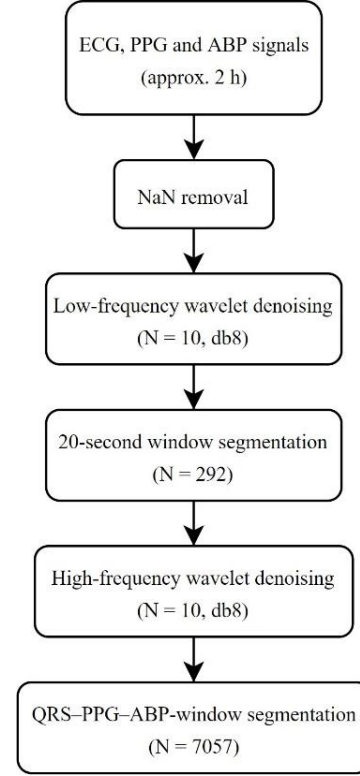 ECG, PPG and ABP signals
(approx. 2 h)
NaN removal
Low-frequency wavelet denoising
(N = 10, db8)
20-second window segmentation
(N = 292)
High-frequency wavelet denoising
(N = 10, db8)
QRS–PPG–ABP-window segmentation
(N = 7057)